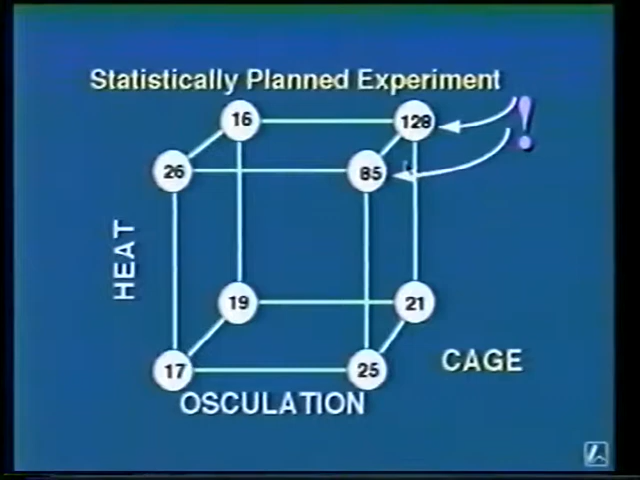 Statistically Planned Experiment
16
128
!
26
85
HEAT
19
21
17
25
CAGE
OSCULATION